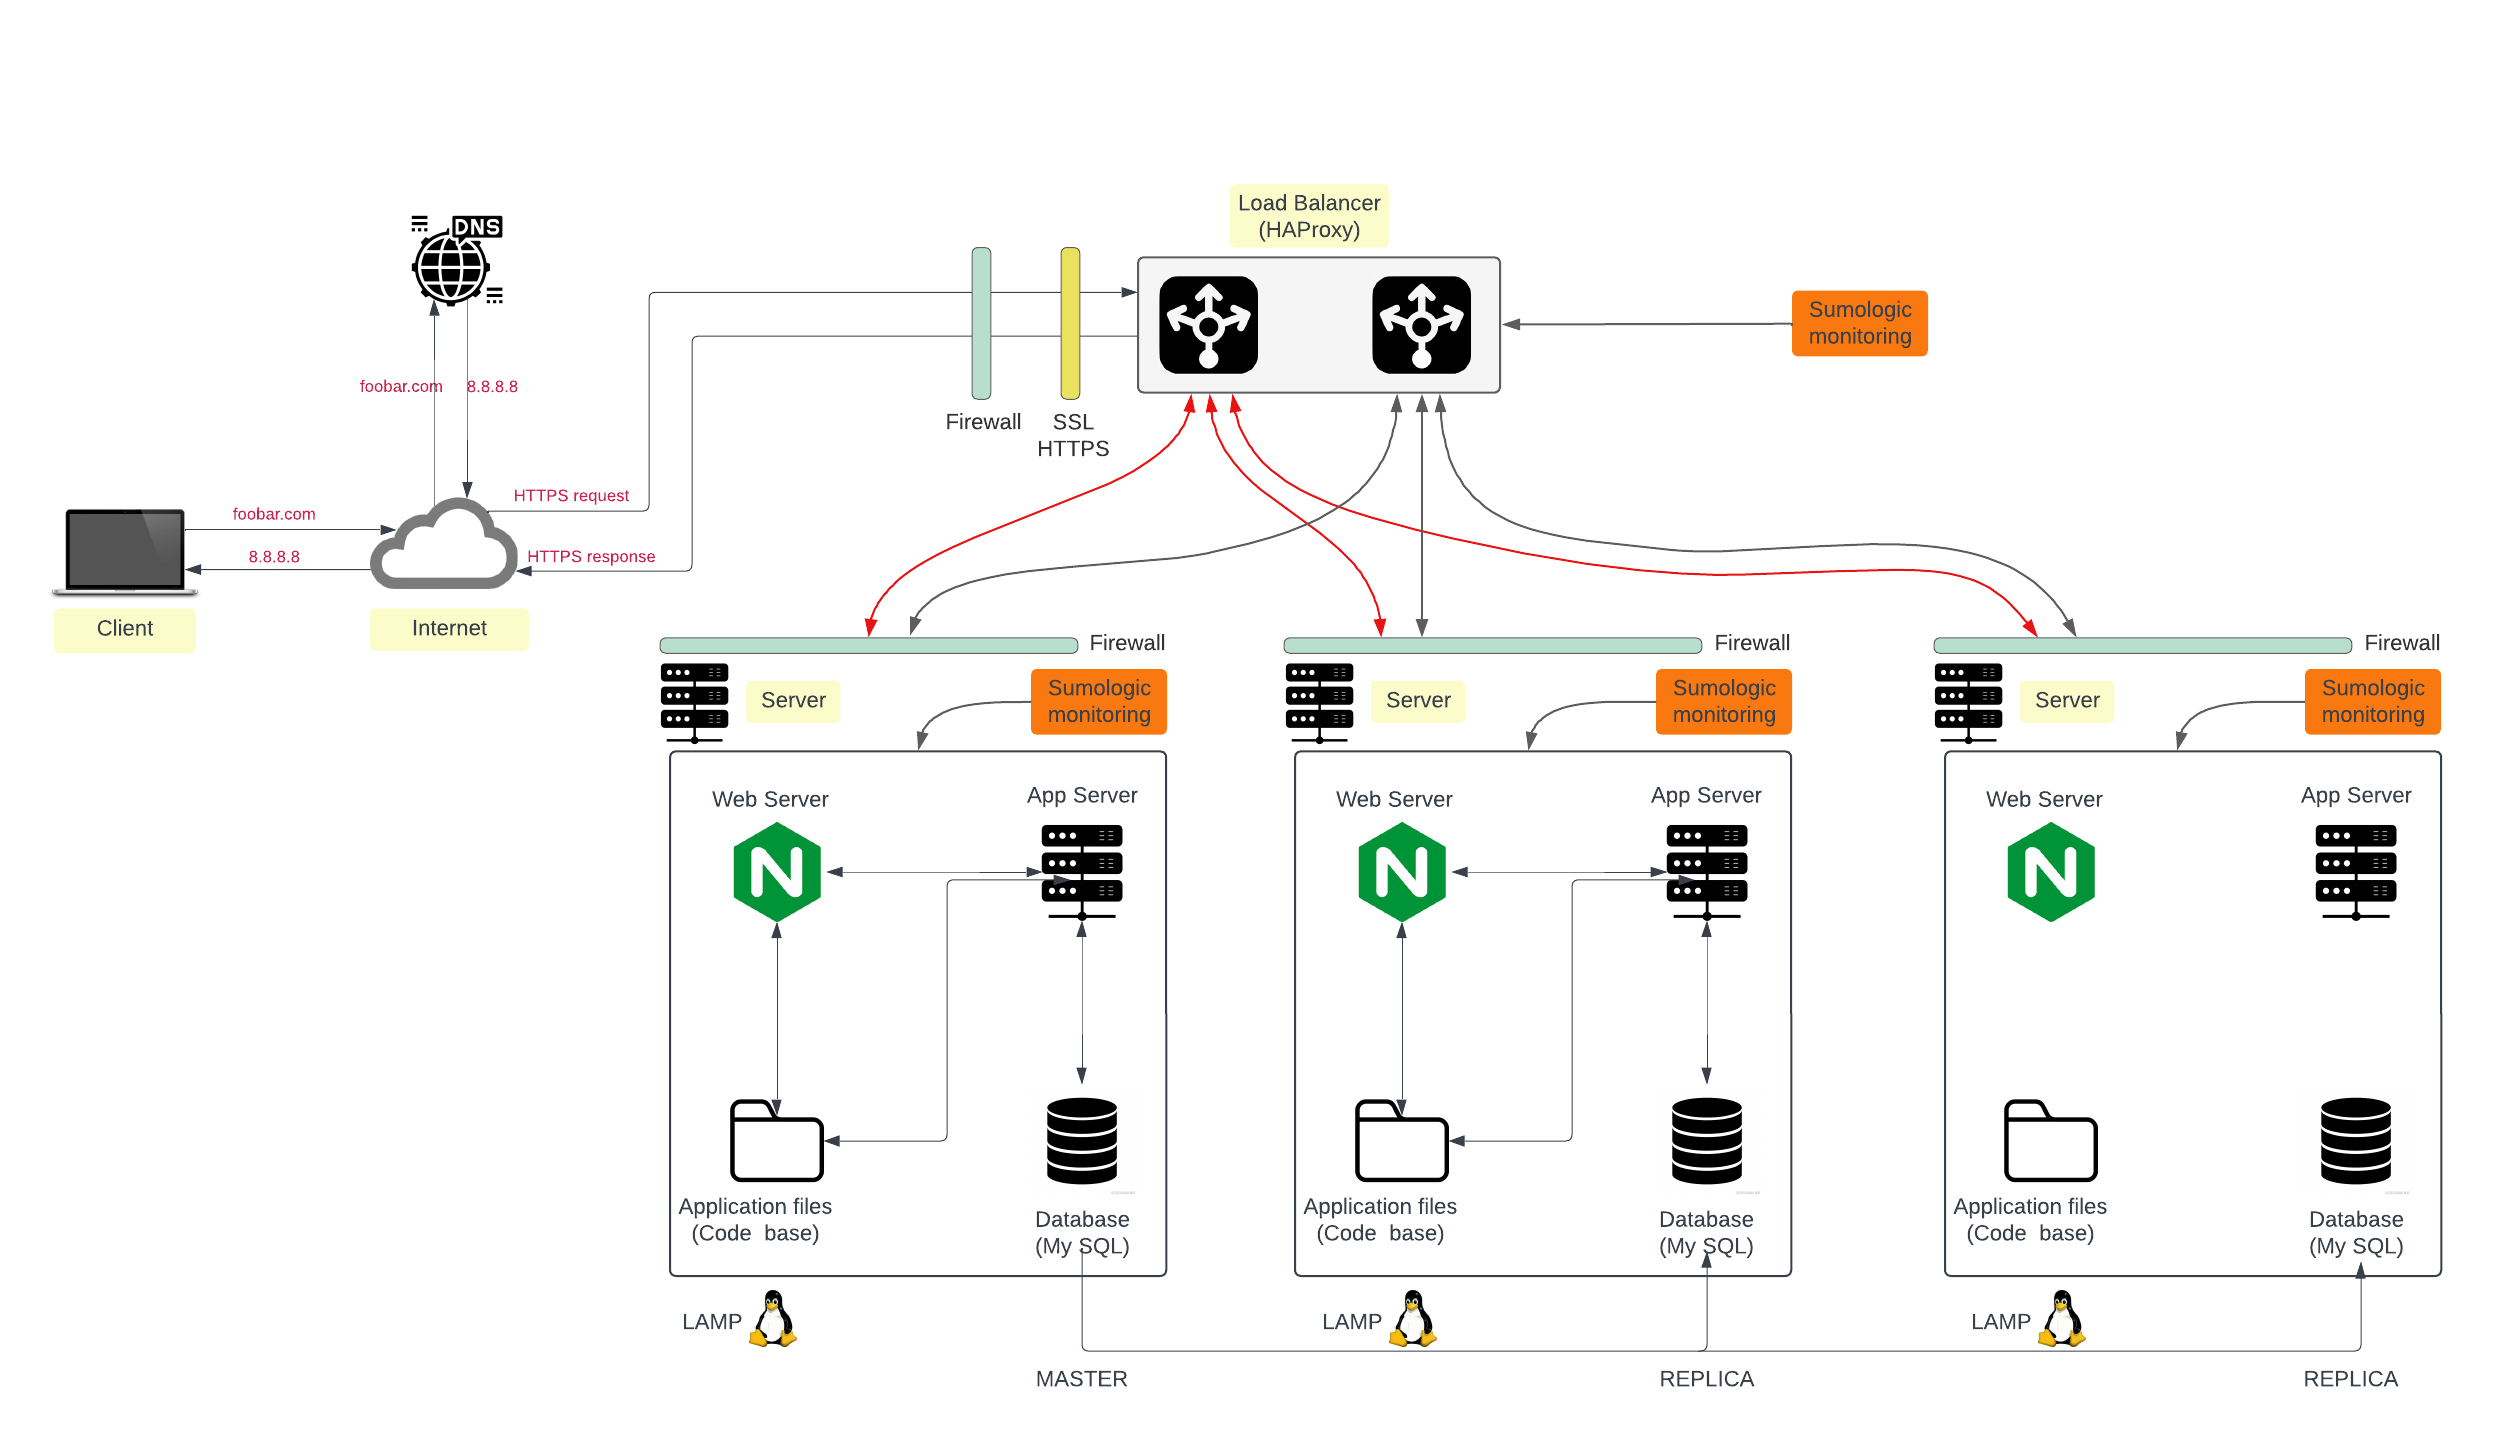 DNS
Load Balancer
(HAProxy)
Sumologic
monitoring
foobar.com
8.8.8.8
Firewall
SSL
HTTPS
HTTPS request
foobar.com
8.8.8.8
HTTPS response
Client
Internet
Firewall
Server
Sumologic
monitoring
Web Server
App Server
N
Application files
(Code base)
Database
(My SQL)
LAMP
MASTER
Firewall
Server
Sumologic
monitoring
Web Server
App Server
N
Application files
(Code base)
Database
(My SQL)
LAMP
REPLICA
Firewall
Server
Sumologic
monitoring
Web Server
App Server
N
Application files
(Code base)
Database
(My SQL)
LAMP
REPLICA